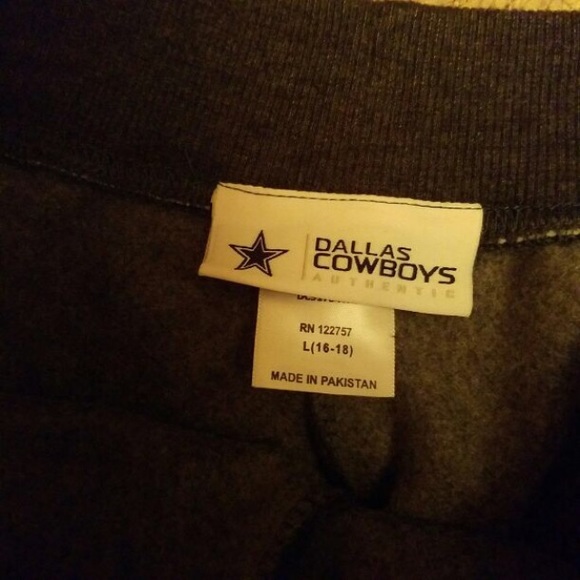 DALLAS
COWBOYS
AUTHENTIC
RN 122757
L(16-18)
MADE IN PAKISTAN